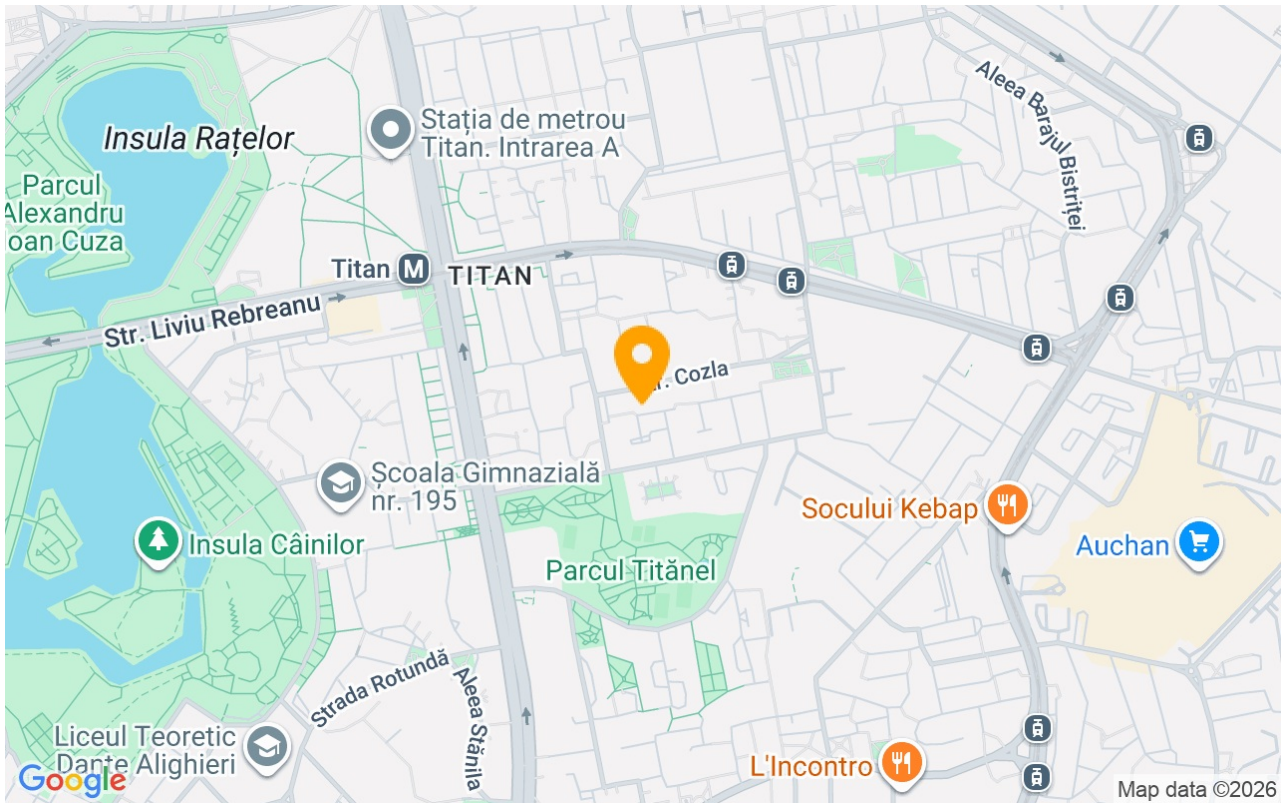 Aleea Barajul Bistriței
Stația de metrou
Titan. Intrarea A
Insula Rațelor
Parcul
Alexandru
Ioan Cuza
Titan
M
TITAN
Str. Liviu Rebreanu
Cozla
Școala Gimnazială
nr. 195
Socului Kebap
Auchan
Insula Câinilor
Parcul Titănel
Strada Rotundă
Aleea Stănila
Liceul Teoretic
Dante Alighieri
L'Incontro
Google
Map data ©2026